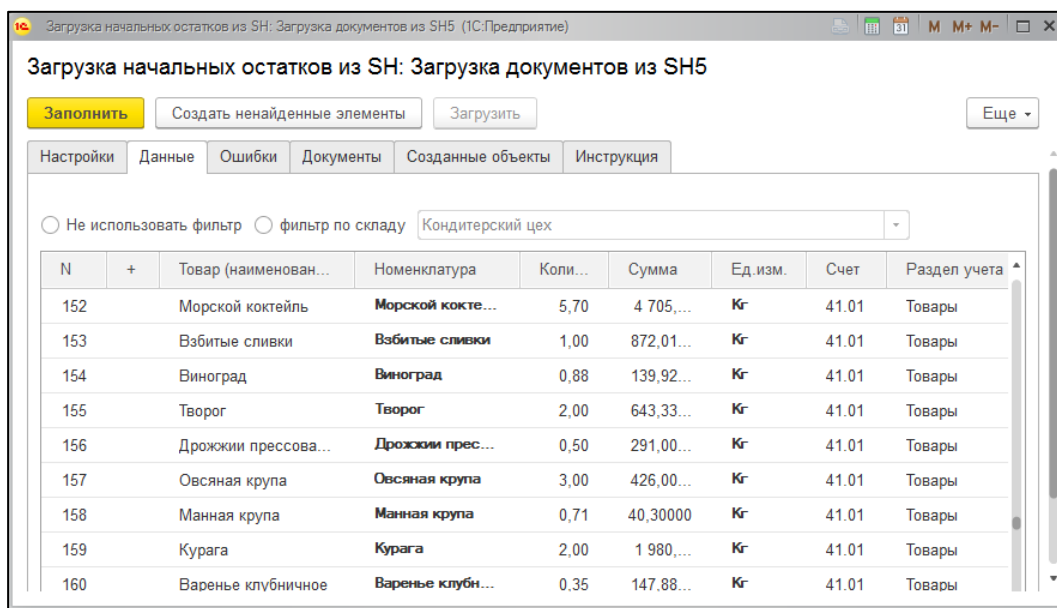 1С Загрузка начальных остатков из SH: Загрузка документов из SH5 (1С:Предприятие) 31 M M+ M-
Загрузка начальных остатков из SH: Загрузка документов из SH5
Заполнить Создать ненайденные элементы Загрузить Еще
Настройки Данные Ошибки Документы Созданные объекты Инструкция
Не использовать фильтр фильтр по складу Кондитерский цех
N + Товар (наименован... Номенклатура Коли... Сумма Ед.изм. Счет Раздел учета
152 Морской коктейль Морской кокте... 5,70 4 705,... Кг 41.01 Товары
153 Взбитые сливки Взбитые сливки 1,00 872,01... Кг 41.01 Товары
154 Виноград Виноград 0,88 139,92... Кг 41.01 Товары
155 Творог Творог 2,00 643,33... Кг 41.01 Товары
156 Дрожжии прессова... Дрожжии прес... 0,50 291,00... Кг 41.01 Товары
157 Овсяная крупа Овсяная крупа 3,00 426,00... Кг 41.01 Товары
158 Манная крупа Манная крупа 0,71 40,30000 Кг 41.01 Товары
159 Курага Курага 2,00 1 980,... Кг 41.01 Товары
160 Варенье клубничное Варенье клубн... 0,35 147,88... Кг 41.01 Товары